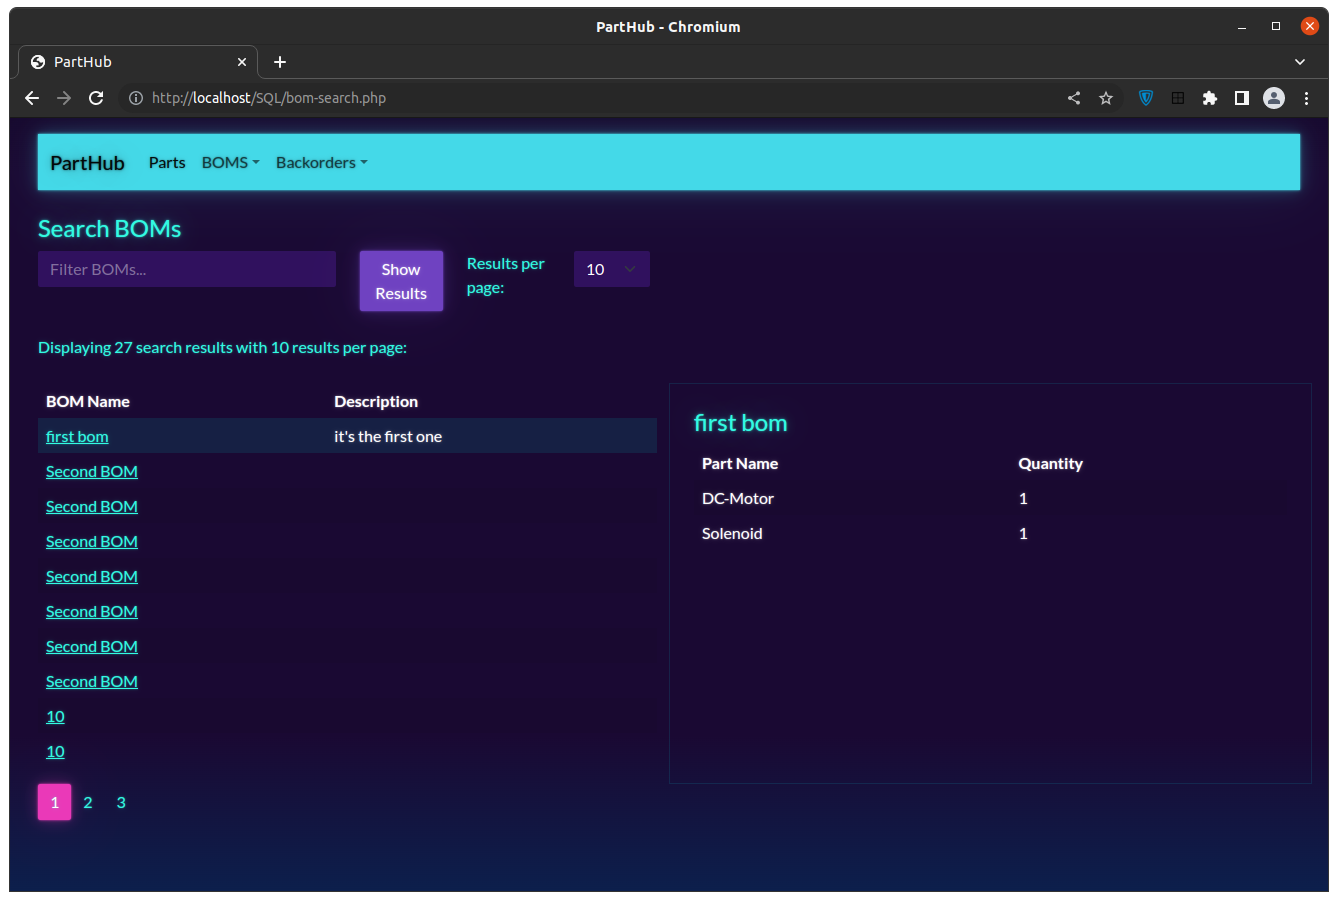 PartHub - Chromium
PartHub
http://localhost/SQL/bom-search.php
PartHub Parts BOMS Backorders
Search BOMs
Filter BOMs...
Show
Results
Results per
page:
10
Displaying 27 search results with 10 results per page:
BOM Name Description
first bom it's the first one
Second BOM
Second BOM
Second BOM
Second BOM
Second BOM
Second BOM
Second BOM
10
10
1 2 3
first bom
Part Name Quantity
DC-Motor 1
Solenoid 1